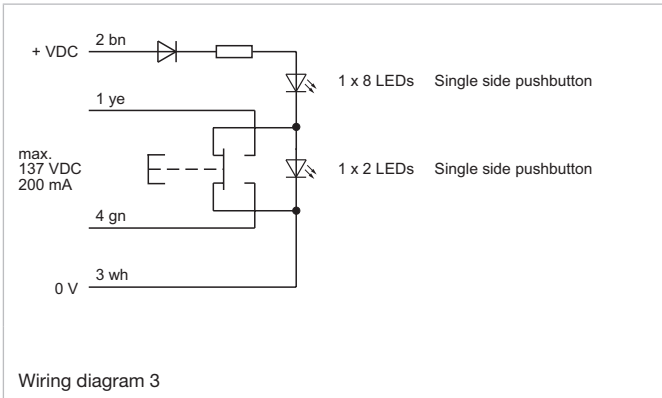 2 bn
+ VDC
1 x 8 LEDs Single side pushbutton
1 ye
max.
137 VDC
200 mA
1 x 2 LEDs Single side pushbutton
4 gn
3 wh
0 V
Wiring diagram 3